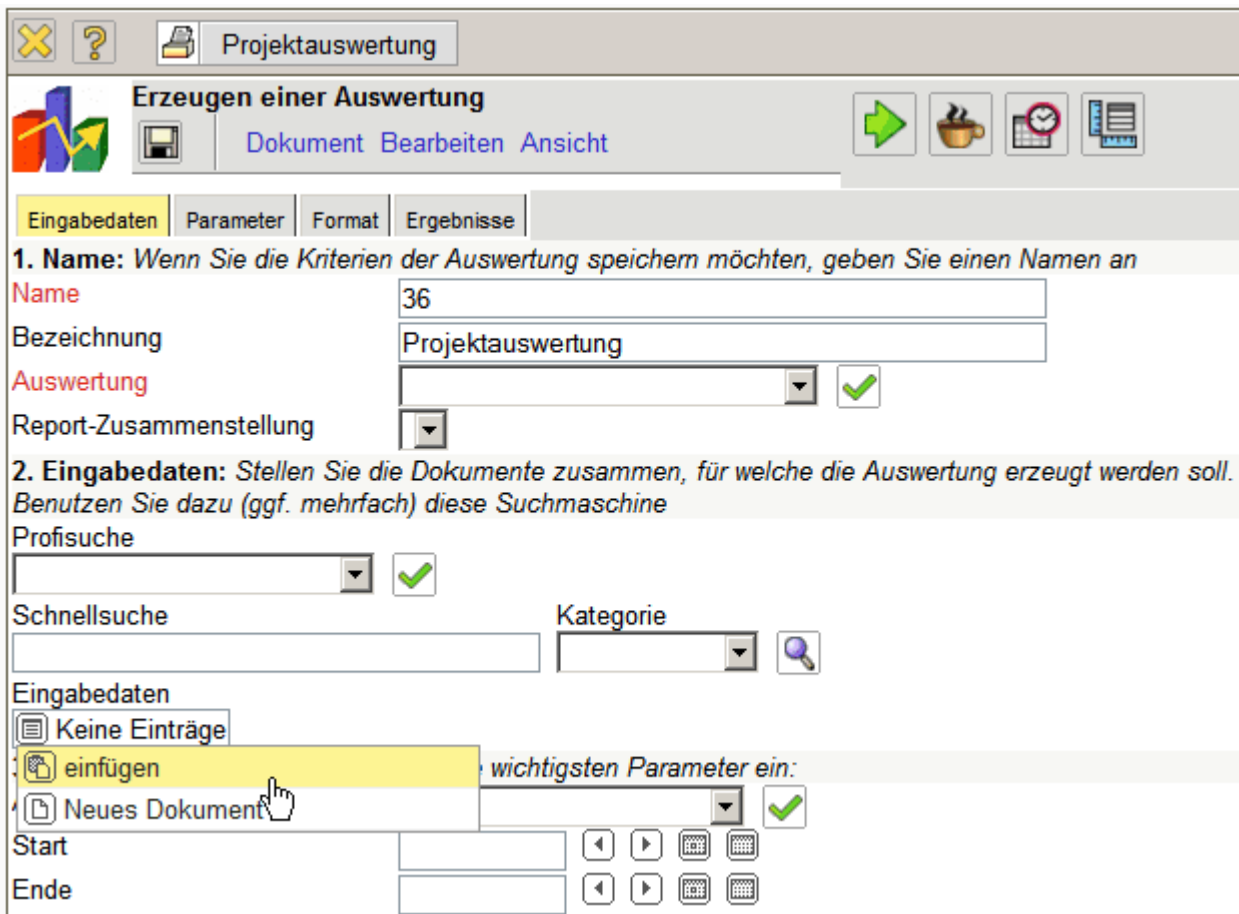 Projektauswertung
Erzeugen einer Auswertung
Dokument Bearbeiten Ansicht
Eingabedaten Parameter Format Ergebnisse
1. Name: Wenn Sie die Kriterien der Auswertung speichern möchten, geben Sie einen Namen an
Name 36
Bezeichnung Projektauswertung
Auswertung
Report-Zusammenstellung
2. Eingabedaten: Stellen Sie die Dokumente zusammen, für welche die Auswertung erzeugt werden soll.
Benutzen Sie dazu (ggf. mehrfach) diese Suchmaschine
Profisuche
Schnellsuche Kategorie
Eingabedaten
Keine Einträge
einfügen wichtigsten Parameter ein:
Neues Dokument
Start
Ende